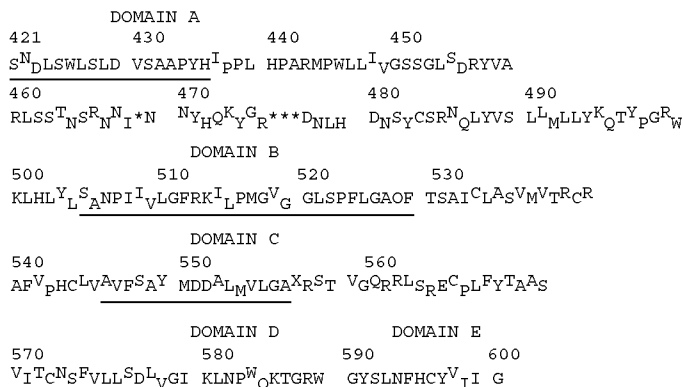 DOMAIN A
421 430 440 450
SNDLSWLSLD VSAAPYHIPPL HPARMPWLLIVGSSGLSDRYVA
460 470 480 490
RLSSTNSRNNI*N NYHQKYGR***DNLH DNSYCSRNQLYVS LLMLLYKQTYPGRW
DOMAIN B
500 510 520 530
KLHLYLSANPIIVLGFRKILPMGVG GLSPFLGAOF TSAICLASVMVTRCR
DOMAIN C
540 550 560
AFVPHCLVAVFSAY MDDALMVLGAXRST VGQRRLSRECPLFYTAAS
DOMAIN D DOMAIN E
570 580 590 600
VITCNSFVLLSDLVGI KLNPWQKTGRW GYSLNFHCYVII G